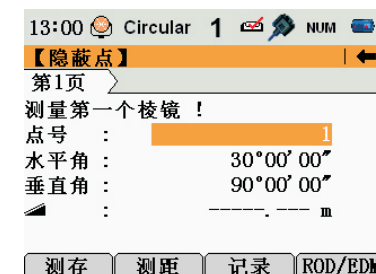 13:00 Circular 1 NUM
【隐蔽点】
第1页
测量第一个棱镜 !
点号 : 1
水平角 : 30°00′00″
垂直角 : 90°00′00″
: -----.--- m
测存 测距 记录 ROD/EDM